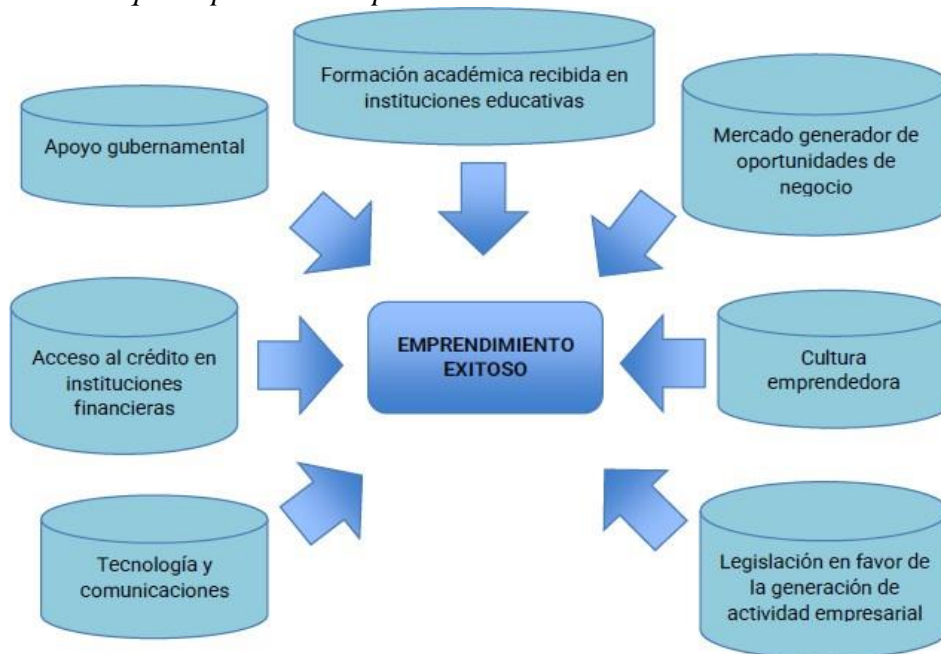 Formación académica recibida en
instituciones educativas
Apoyo gubernamental
Mercado generador de
oportunidades de
negocio
Acceso al crédito en
instituciones
financieras
EMPRENDIMIENTO
EXITOSO
Cultura
emprendedora
Tecnología y
comunicaciones
Legislación en favor de
la generación de
actividad empresarial